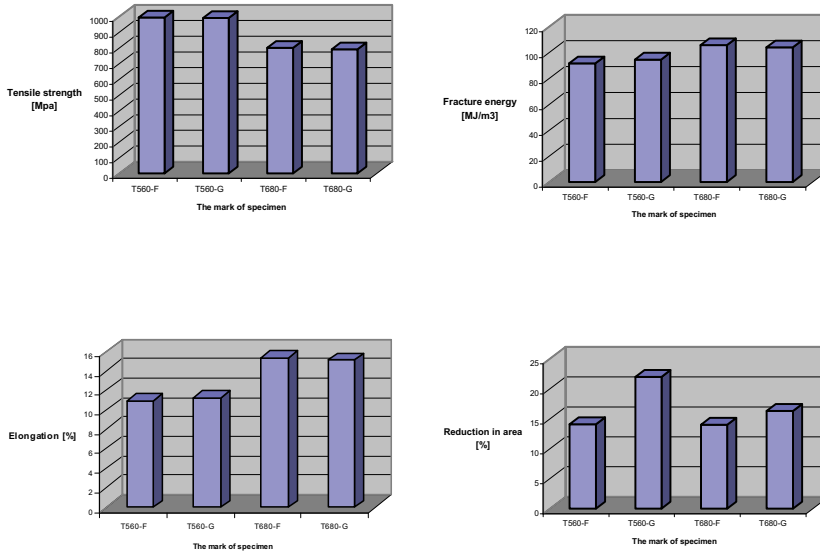 1000
900
800
700
600
500
400
300
200
100
0
Tensile strength
[Mpa]
T560-F T560-G T680-F T680-G
The mark of specimen
120
100
80
60
40
20
0
Fracture energy
[MJ/m3]
T560-F T560-G T680-F T680-G
The mark of specimen
16
14
12
10
8
6
4
2
0
Elongation [%]
T560-F T560-G T680-F T680-G
The mark of specimen
25
20
15
10
5
0
Reduction in area
[%]
T560-F T560-G T680-F T680-G
The mark of specimen